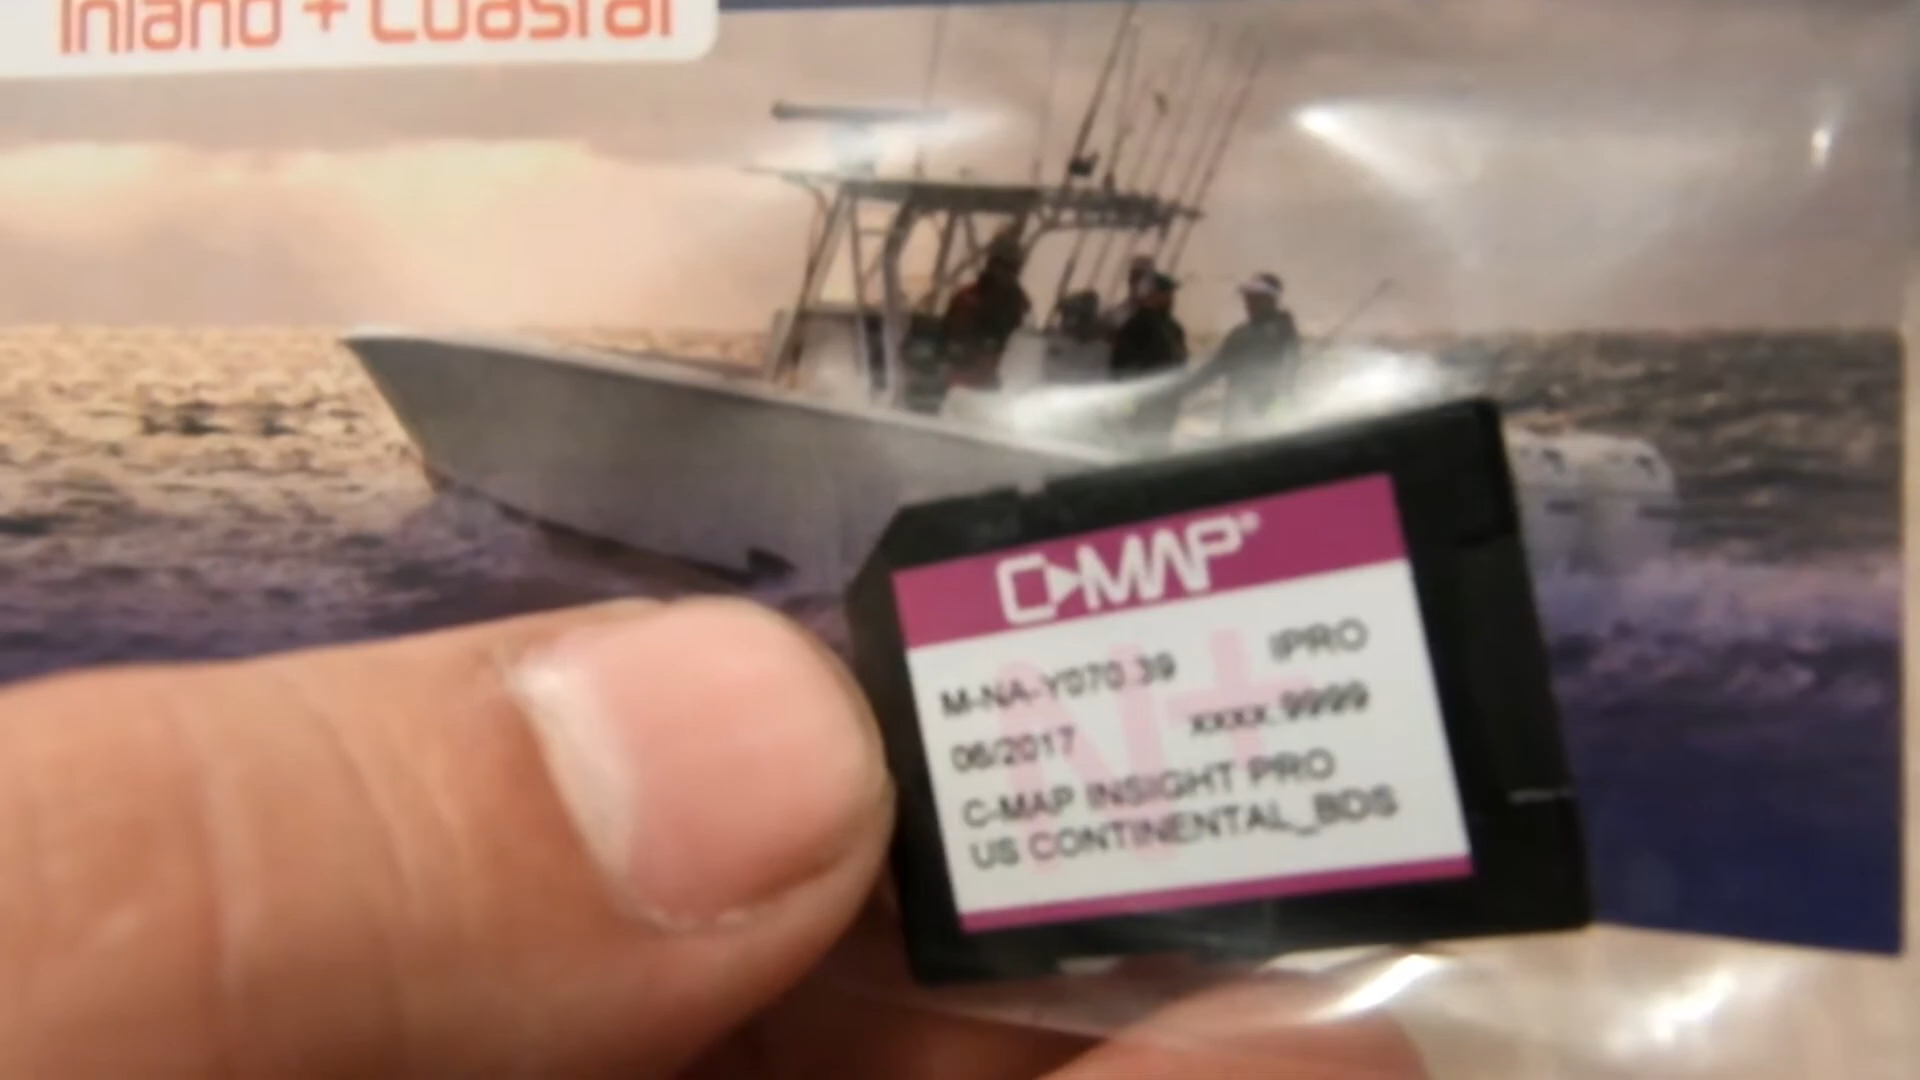 Inland + Coastal
C-MAP®
M-NA-Y070.39 IPRO
06/2017 xxxx.9999
C-MAP INSIGHT PRO
US CONTINENTAL_BDS
N+